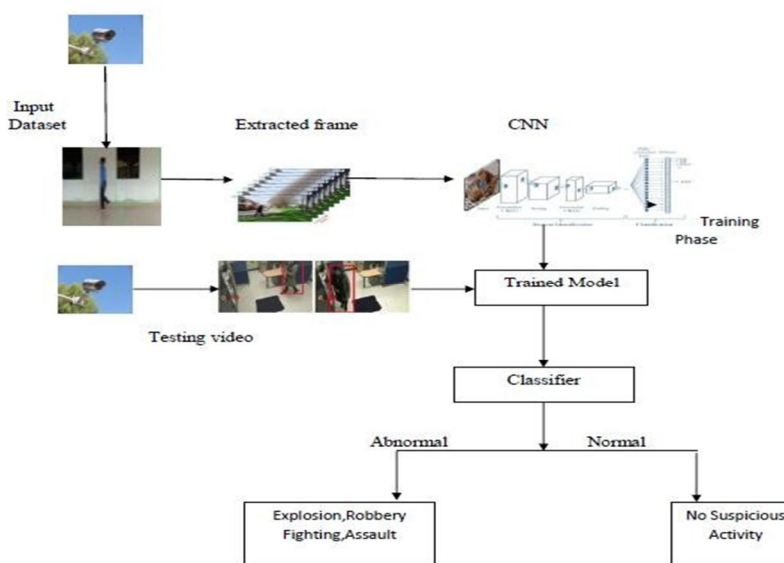 Input
Dataset
Extracted frame
CNN
Training
Phase
Trained Model
Testing video
Classifier
Abnormal
Normal
Explosion,Robbery
Fighting,Assault
No Suspicious
Activity